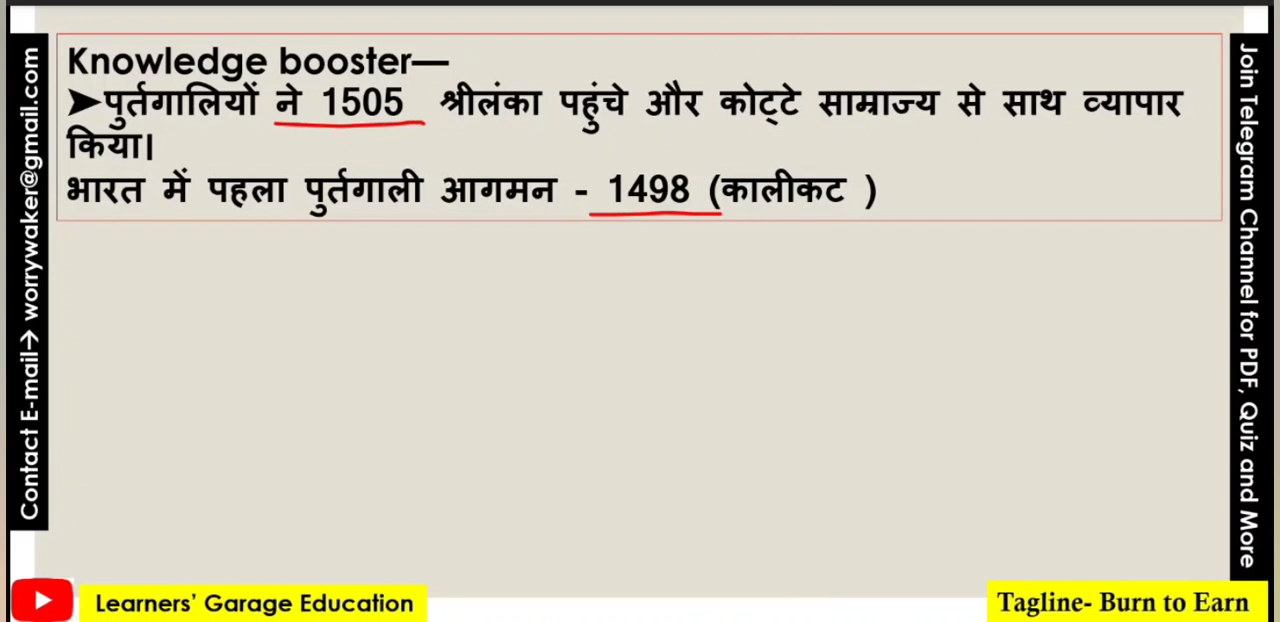 Knowledge booster—
➤पुर्तगालियों ने 1505 श्रीलंका पहुंचे और कोट्टे साम्राज्य से साथ व्यापार
किया।
भारत में पहला पुर्तगाली आगमन - 1498 (कालीकट )
Contact E-mail→ worrywaker@gmail.com
Join Telegram Channel for PDF, Quiz and More
Learners’ Garage Education
Tagline- Burn to Earn